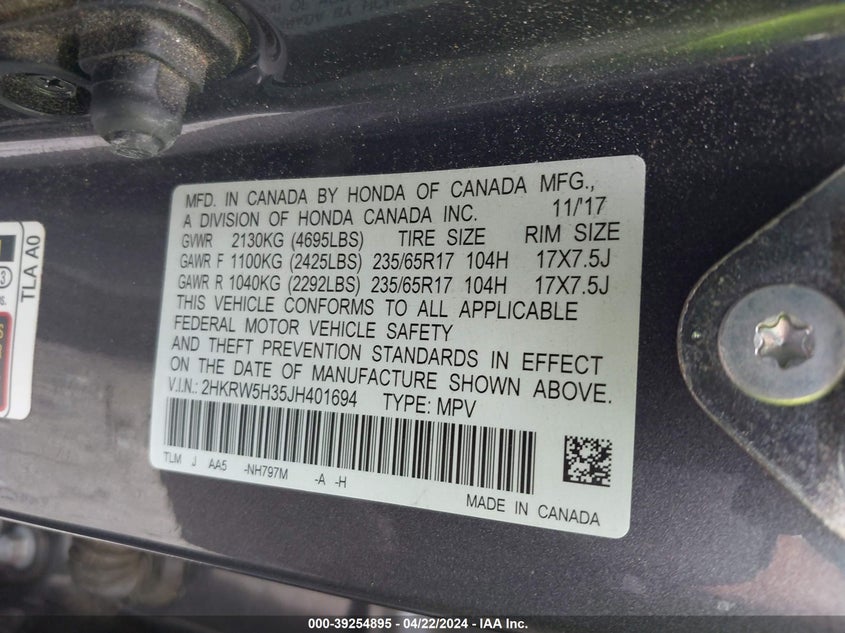 MFD. IN CANADA BY HONDA OF CANADA MFG.,
A DIVISION OF HONDA CANADA INC. 11/'17
GVWR 2130KG (4695LBS) TIRE SIZE RIM SIZE
GAWR F 1100KG (2425LBS) 235/65R17 104H 17X7.5J
GAWR R 1040KG (2292LBS) 235/65R17 104H 17X7.5J
THIS VEHICLE CONFORMS TO ALL APPLICABLE
FEDERAL MOTOR VEHICLE SAFETY
AND THEFT PREVENTION STANDARDS IN EFFECT
ON THE DATE OF MANUFACTURE SHOWN ABOVE.
V.I.N.: 2HKRW5H35JH401694 TYPE: MPV
TLM J AA5 -NH797M -A -H
MADE IN CANADA
TLA A0
000-39254895 - 04/22/2024 - IAA Inc.